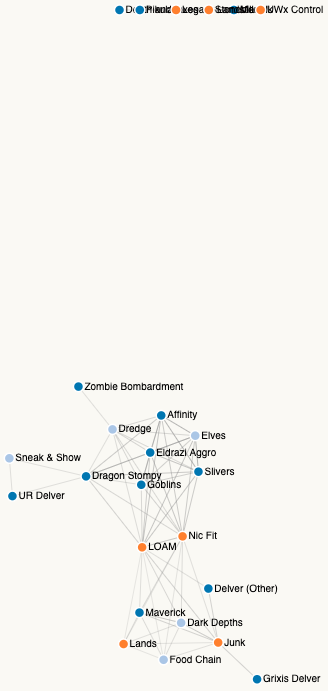 UWx Control
Zombie Bombardment
Affinity
Dredge
Elves
Eldrazi Aggro
Sneak & Show
Slivers
Dragon Stompy
Goblins
UR Delver
Nic Fit
LOAM
Delver (Other)
Maverick
Dark Depths
Lands
Junk
Food Chain
Grixis Delver